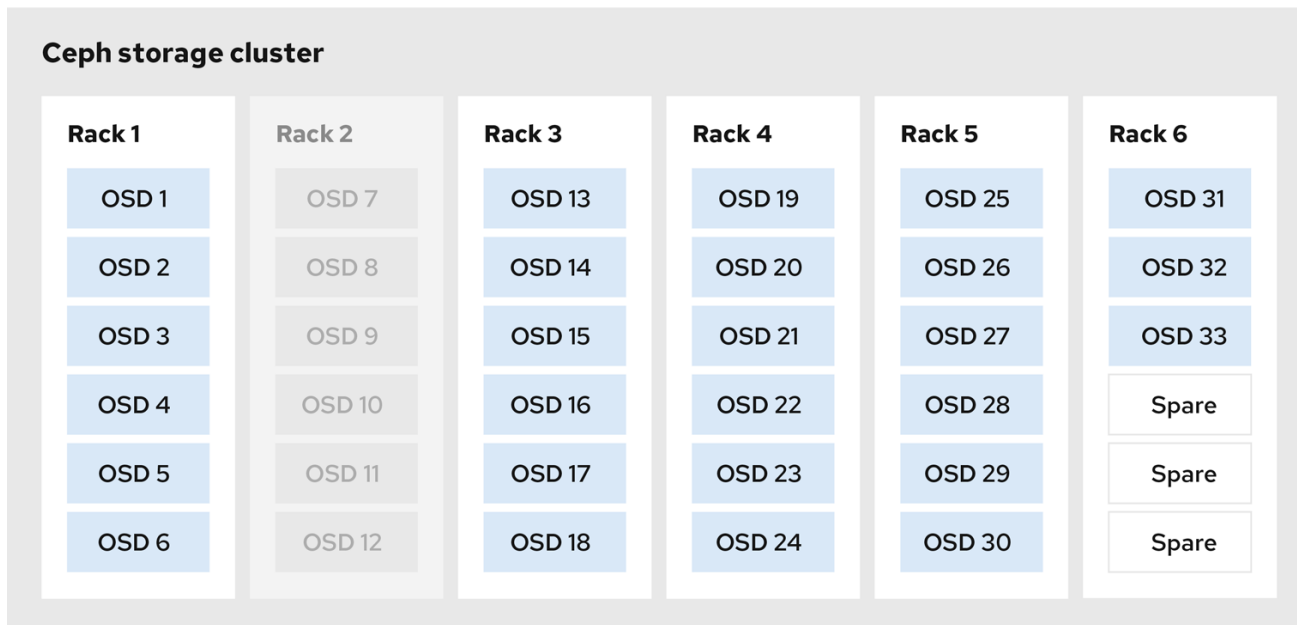 Ceph storage cluster
Rack 1
OSD 1
OSD 2
OSD 3
OSD 4
OSD 5
OSD 6
Rack 2
OSD 7
OSD 8
OSD 9
OSD 10
OSD 11
OSD 12
Rack 3
OSD 13
OSD 14
OSD 15
OSD 16
OSD 17
OSD 18
Rack 4
OSD 19
OSD 20
OSD 21
OSD 22
OSD 23
OSD 24
Rack 5
OSD 25
OSD 26
OSD 27
OSD 28
OSD 29
OSD 30
Rack 6
OSD 31
OSD 32
OSD 33
Spare
Spare
Spare